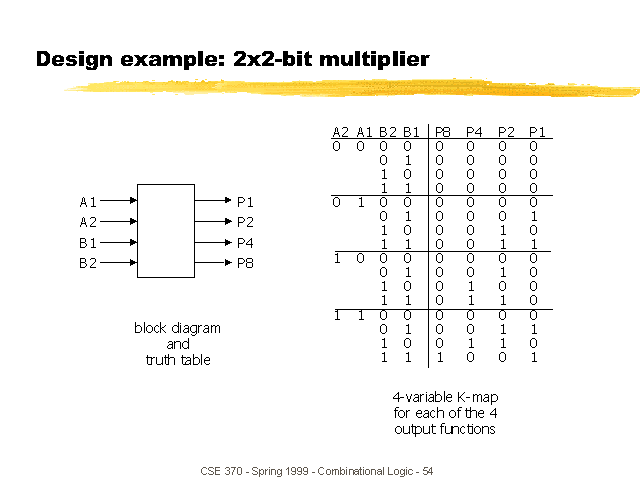 Design example: 2x2-bit multiplier
A1 P1
A2 P2
B1 P4
B2 P8
block diagram
and
truth table
A2 A1 B2 B1 P8 P4 P2 P1
0 0 0 0 0 0 0 0
0 1 0 0 0 0
1 0 0 0 0 0
1 1 0 0 0 0
0 1 0 0 0 0 0 0
0 1 0 0 0 1
1 0 0 0 1 0
1 1 0 0 1 1
1 0 0 0 0 0 0 0
0 1 0 0 1 0
1 0 0 1 0 0
1 1 0 1 1 0
1 1 0 0 0 0 0 0
0 1 0 0 1 1
1 0 0 1 1 0
1 1 1 0 0 1
4-variable K-map
for each of the 4
output functions
CSE 370 - Spring 1999 - Combinational Logic - 54